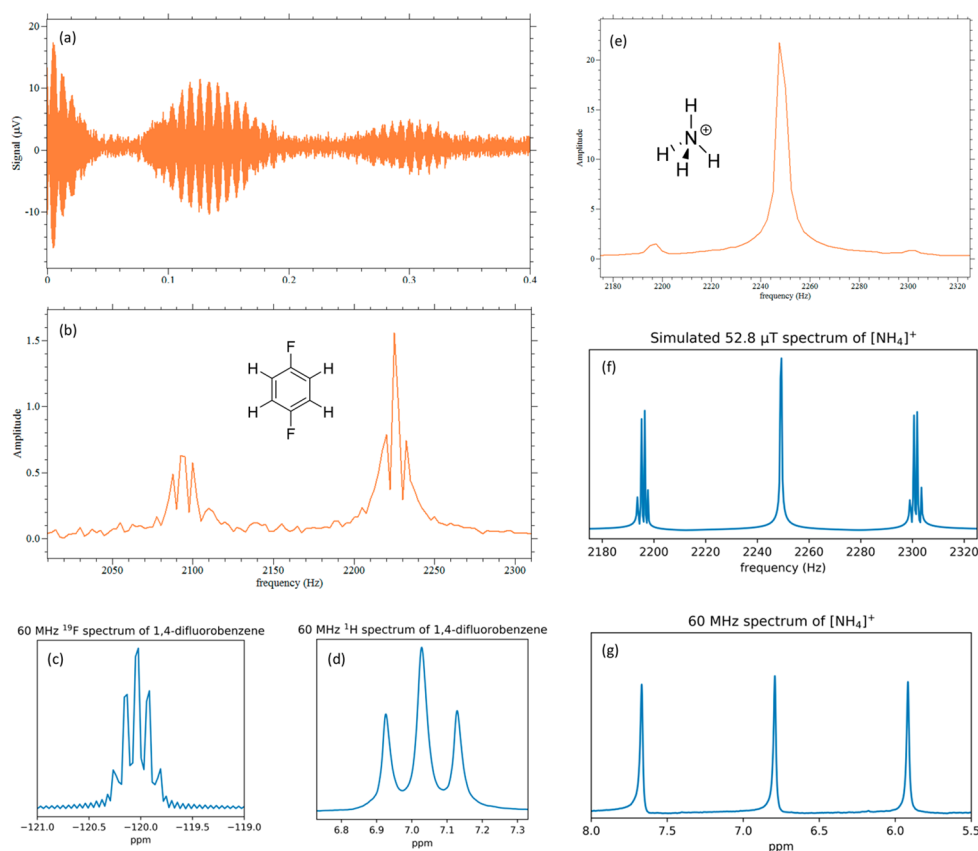 (a)
20
10
0
-10
Signal (µV)
0
0.1
0.2
0.3
0.4
(b)
1.5
1.0
0.5
0.0
Amplitude
F
H
H
H
H
F
2050
2100
2150
2200
2250
2300
frequency (Hz)
60 MHz ¹⁹F spectrum of 1,4-difluorobenzene
(c)
−121.0
−120.5
−120.0
−119.5
−119.0
ppm
60 MHz ¹H spectrum of 1,4-difluorobenzene
(d)
6.8
6.9
7.0
7.1
7.2
7.3
ppm
(e)
20
15
10
5
0
Amplitude
H
N
⊕
H
H
H
2180
2200
2220
2240
2260
2280
2300
2320
frequency (Hz)
Simulated 52.8 µT spectrum of [NH₄]⁺
(f)
2180
2200
2220
2240
2260
2280
2300
2320
frequency (Hz)
60 MHz spectrum of [NH₄]⁺
(g)
8.0
7.5
7.0
6.5
6.0
5.5
ppm